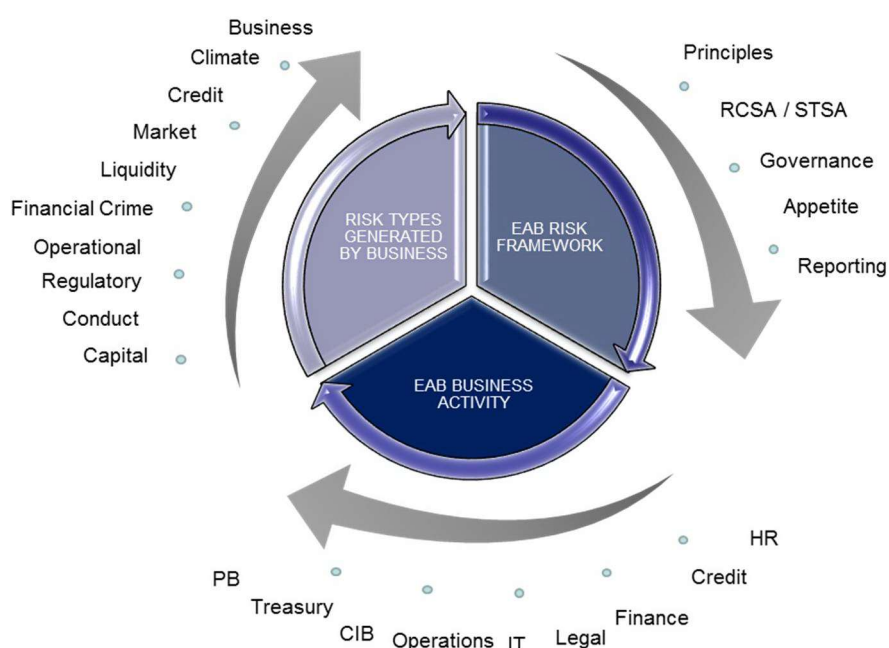 Business
Climate
Credit
Market
Liquidity
Financial Crime
Operational
Regulatory
Conduct
Capital
RISK TYPES
GENERATED
BY BUSINESS
EAB RISK
FRAMEWORK
Principles
RCSA / STSA
Governance
Appetite
Reporting
EAB BUSINESS
ACTIVITY
PB
Treasury
CIB
Operations
IT
Legal
Finance
Credit
HR